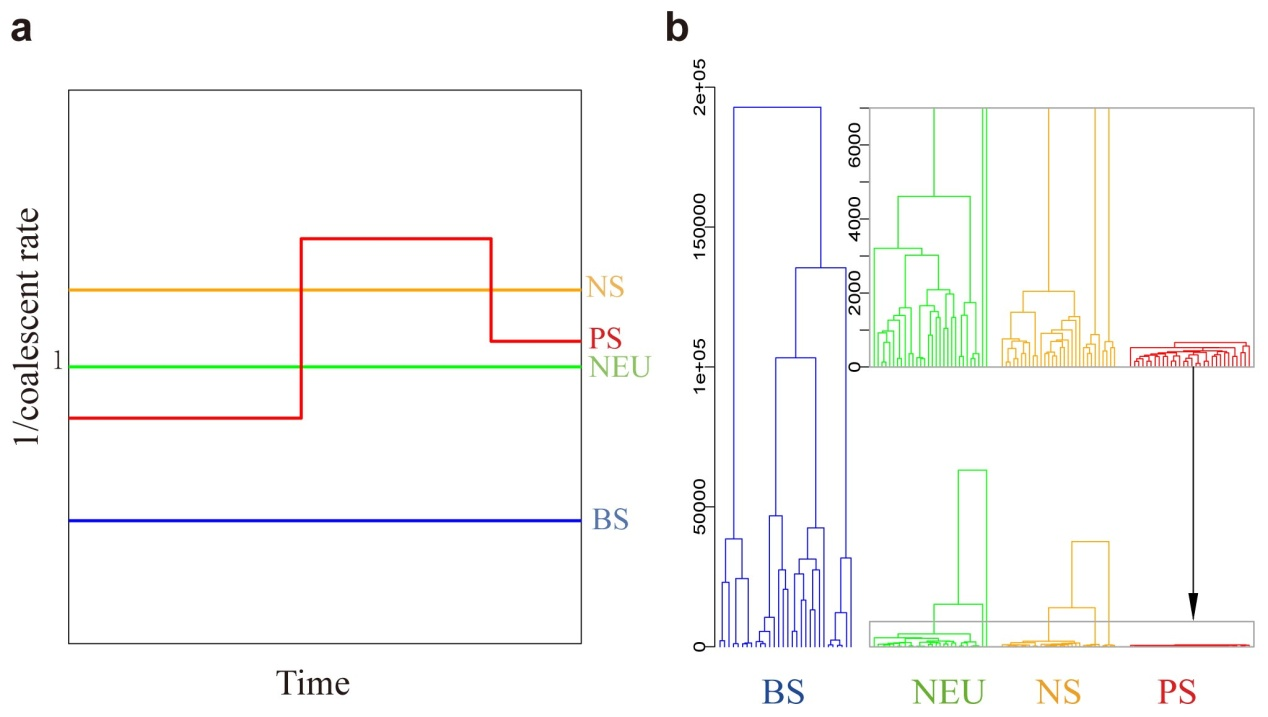 a
b
1/coalescent rate
1
NS
PS
NEU
BS
Time
2e+05
150000
1e+05
50000
0
6000
4000
2000
0
BS
NEU
NS
PS